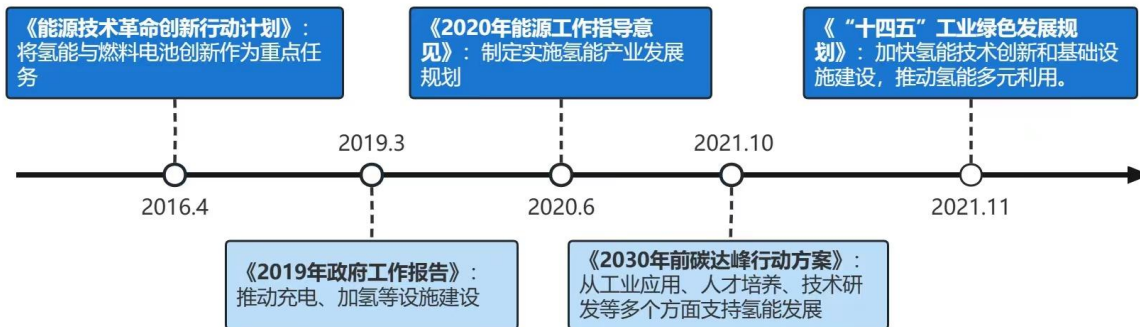 《能源技术革命创新行动计划》：
将氢能与燃料电池创新作为重点任
务
《2020年能源工作指导意
见》：制定实施氢能产业发展
规划
《“十四五”工业绿色发展规
划》：加快氢能技术创新和基础设
施建设，推动氢能多元利用。
2019.3
2021.10
2016.4
2020.6
2021.11
《2019年政府工作报告》：
推动充电、加氢等设施建设
《2030年前碳达峰行动方案》：
从工业应用、人才培养、技术研
发等多个方面支持氢能发展